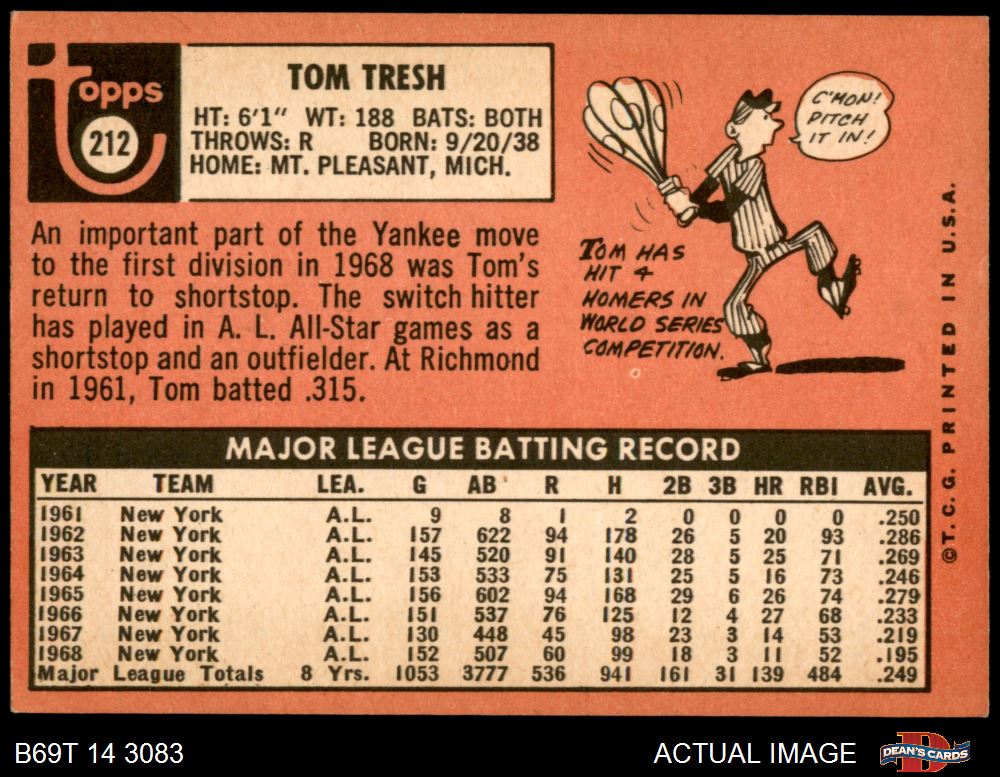 Topps
212
TOM TRESH
HT: 6'1" WT: 188 BATS: BOTH
THROWS: R BORN: 9/20/38
HOME: MT. PLEASANT, MICH.
An important part of the Yankee move
to the first division in 1968 was Tom's
return to shortstop. The switch hitter
has played in A. L. All-Star games as a
shortstop and an outfielder. At Richmond
in 1961, Tom batted .315.
C'MON!
PITCH
IT IN!
TOM HAS
HIT 4
HOMERS IN
WORLD SERIES
COMPETITION.
MAJOR LEAGUE BATTING RECORD
YEAR TEAM LEA. G AB R H 2B 3B HR RBI AVG.
1961 New York A.L. 9 8 1 2 0 0 0 0 .250
1962 New York A.L. 157 622 94 178 26 5 20 93 .286
1963 New York A.L. 145 520 91 140 28 5 25 71 .269
1964 New York A.L. 153 533 75 131 25 5 16 73 .246
1965 New York A.L. 156 602 94 168 29 6 26 74 .279
1966 New York A.L. 151 537 76 125 12 4 27 68 .233
1967 New York A.L. 130 448 45 98 23 3 14 53 .219
1968 New York A.L. 152 507 60 99 18 3 11 52 .195
Major League Totals 8 Yrs. 1053 3777 536 941 161 31 139 484 .249
©T.C.G. PRINTED IN U.S.A.
B69T 14 3083
ACTUAL IMAGE
DEAN'S CARDS